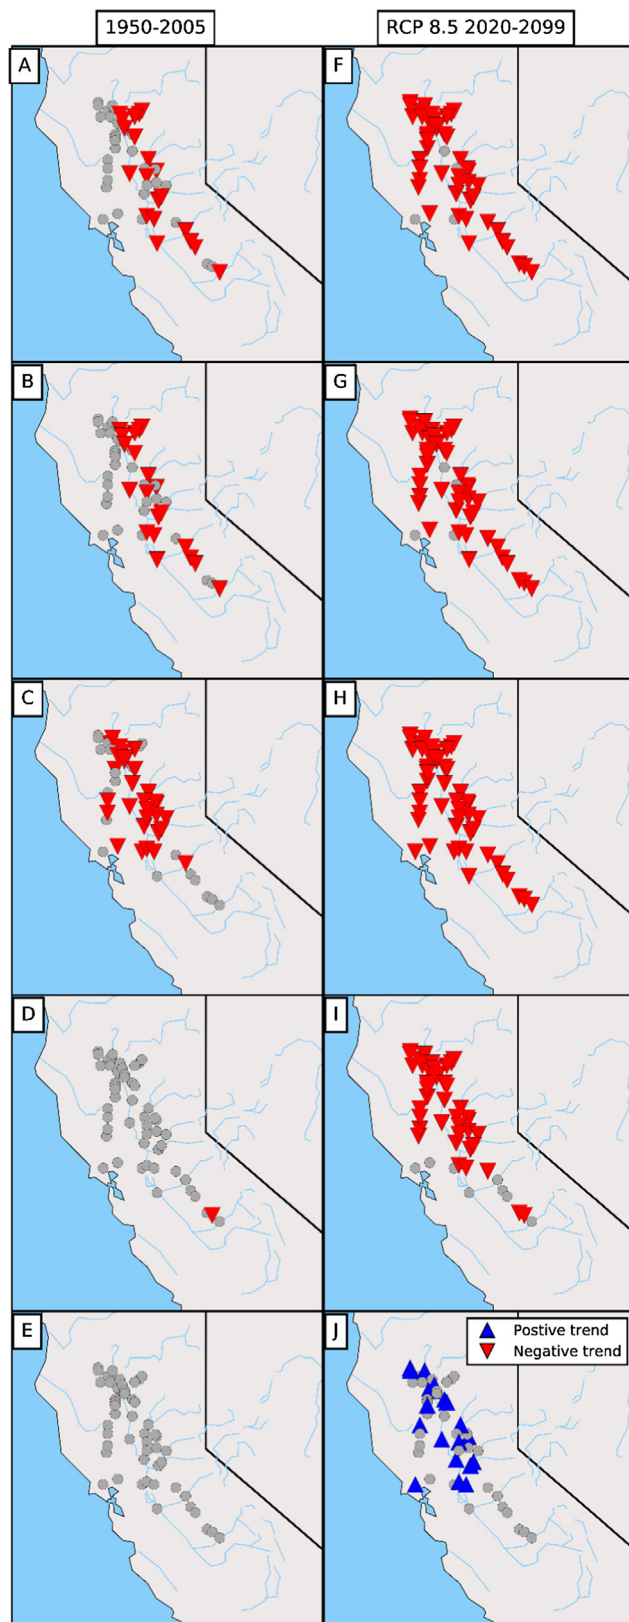 1950-2005
RCP 8.5 2020-2099
A
F
B
G
C
H
D
I
E
J
Postive trend
Negative trend